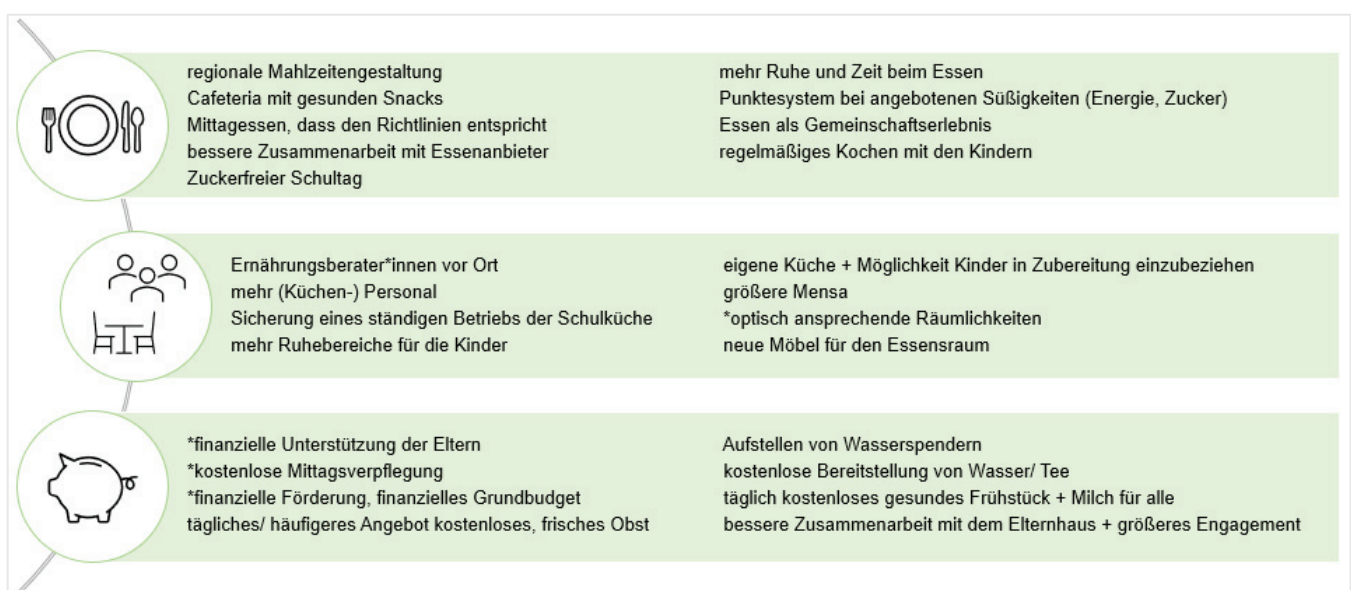 regionale Mahlzeitengestaltung
Cafeteria mit gesunden Snacks
Mittagessen, dass den Richtlinien entspricht
bessere Zusammenarbeit mit Essenanbieter
Zuckerfreier Schultag
mehr Ruhe und Zeit beim Essen
Punktesystem bei angebotenen Süßigkeiten (Energie, Zucker)
Essen als Gemeinschaftserlebnis
regelmäßiges Kochen mit den Kindern
Ernährungsberater*innen vor Ort
mehr (Küchen-) Personal
Sicherung eines ständigen Betriebs der Schulküche
mehr Ruhebereiche für die Kinder
eigene Küche + Möglichkeit Kinder in Zubereitung einzubeziehen
größere Mensa
*optisch ansprechende Räumlichkeiten
neue Möbel für den Essensraum
*finanzielle Unterstützung der Eltern
*kostenlose Mittagsverpflegung
*finanzielle Förderung, finanzielles Grundbudget
tägliches/ häufigeres Angebot kostenloses, frisches Obst
Aufstellen von Wasserspendern
kostenlose Bereitstellung von Wasser/ Tee
täglich kostenloses gesundes Frühstück + Milch für alle
bessere Zusammenarbeit mit dem Elternhaus + größeres Engagement